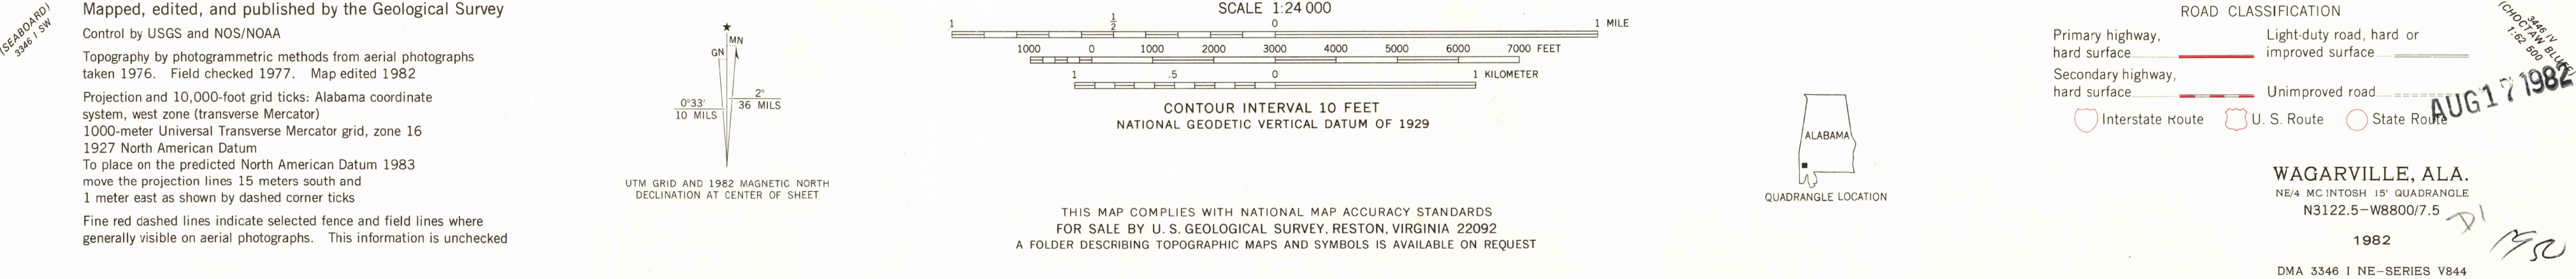 (SEABOARD)
3346 I SW
Mapped, edited, and published by the Geological Survey
Control by USGS and NOS/NOAA
Topography by photogrammetric methods from aerial photographs
taken 1976. Field checked 1977. Map edited 1982
Projection and 10,000-foot grid ticks: Alabama coordinate
system, west zone (transverse Mercator)
1000-meter Universal Transverse Mercator grid, zone 16
1927 North American Datum
To place on the predicted North American Datum 1983
move the projection lines 15 meters south and
1 meter east as shown by dashed corner ticks
Fine red dashed lines indicate selected fence and field lines where
generally visible on aerial photographs. This information is unchecked
MN
GN
0°33′
10 MILS
2°
36 MILS
UTM GRID AND 1982 MAGNETIC NORTH
DECLINATION AT CENTER OF SHEET
SCALE 1:24 000
1 ½ 0 1 MILE
1000 0 1000 2000 3000 4000 5000 6000 7000 FEET
1 .5 0 1 KILOMETER
CONTOUR INTERVAL 10 FEET
NATIONAL GEODETIC VERTICAL DATUM OF 1929
THIS MAP COMPLIES WITH NATIONAL MAP ACCURACY STANDARDS
FOR SALE BY U. S. GEOLOGICAL SURVEY, RESTON, VIRGINIA 22092
A FOLDER DESCRIBING TOPOGRAPHIC MAPS AND SYMBOLS IS AVAILABLE ON REQUEST
ALABAMA
QUADRANGLE LOCATION
ROAD CLASSIFICATION
Primary highway,
hard surface
Light-duty road, hard or
improved surface
Secondary highway,
hard surface
Unimproved road
Interstate Route U. S. Route State Route
3446 IV
(CHOCTAW BLUFF)
1:62 500
AUG 17 1982
WAGARVILLE, ALA.
NE/4 MC INTOSH 15′ QUADRANGLE
N3122.5–W8800/7.5
1982
DMA 3346 I NE–SERIES V844